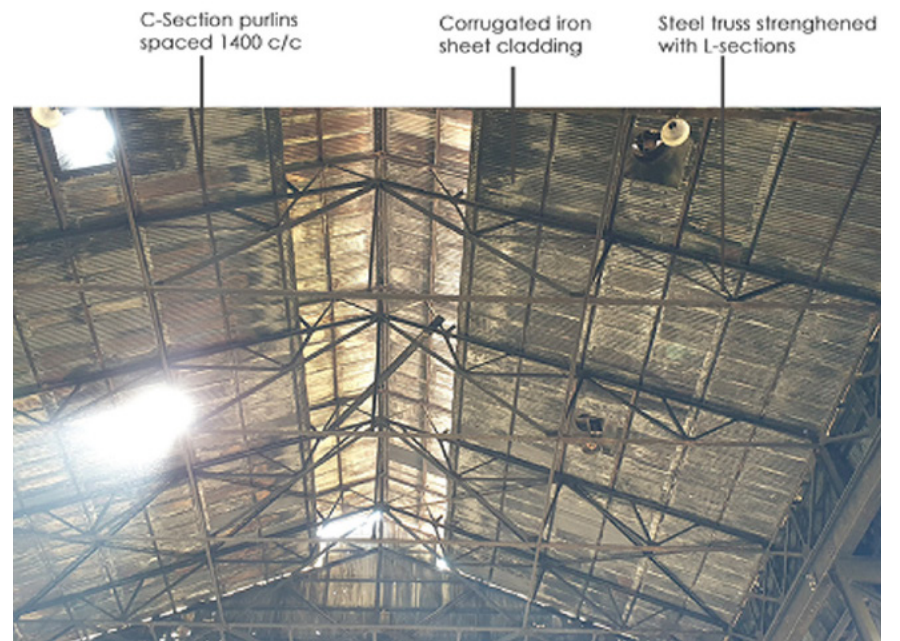 C-Section purlins
spaced 1400 c/c
Corrugated iron
sheet cladding
Steel truss strenghened
with L-sections